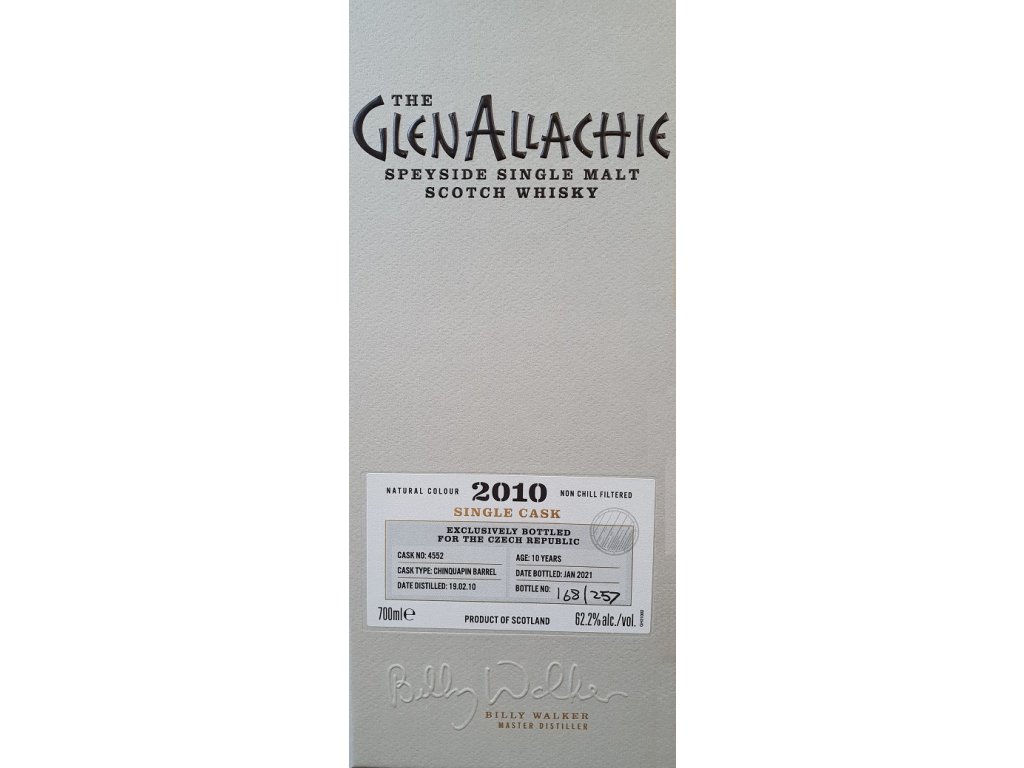 THE
GLENALLACHIE
SPEYSIDE SINGLE MALT
SCOTCH WHISKY
NATURAL COLOUR 2010 NON CHILL FILTERED
SINGLE CASK
EXCLUSIVELY BOTTLED
FOR THE CZECH REPUBLIC
CASK NO: 4552 AGE: 10 YEARS
CASK TYPE: CHINQUAPIN BARREL DATE BOTTLED: JAN 2021
DATE DISTILLED: 19.02.10 BOTTLE NO: 168/257
700ml e PRODUCT OF SCOTLAND 62.2% alc./vol.
Billy Walker
BILLY WALKER
MASTER DISTILLER